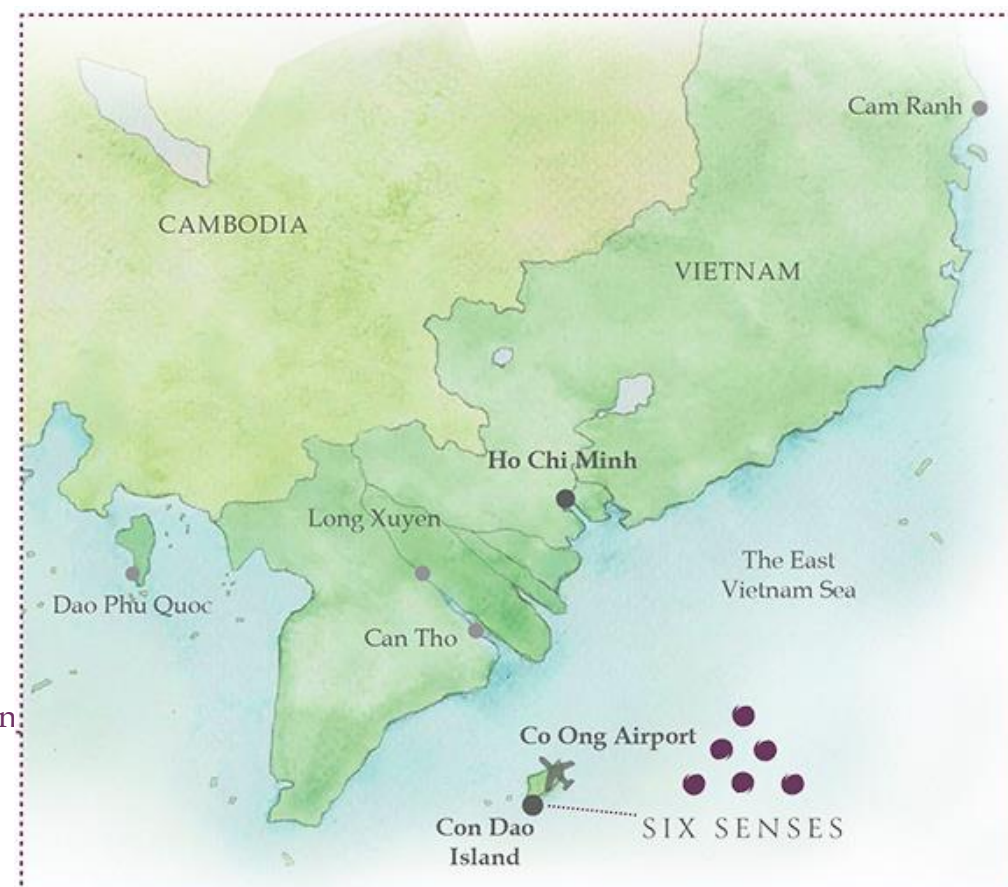 Cam Ranh
CAMBODIA
VIETNAM
Ho Chi Minh
Long Xuyen
The East
Vietnam Sea
Dao Phu Quoc
Can Tho
Co Ong Airport
SIX SENSES
Con Dao
Island